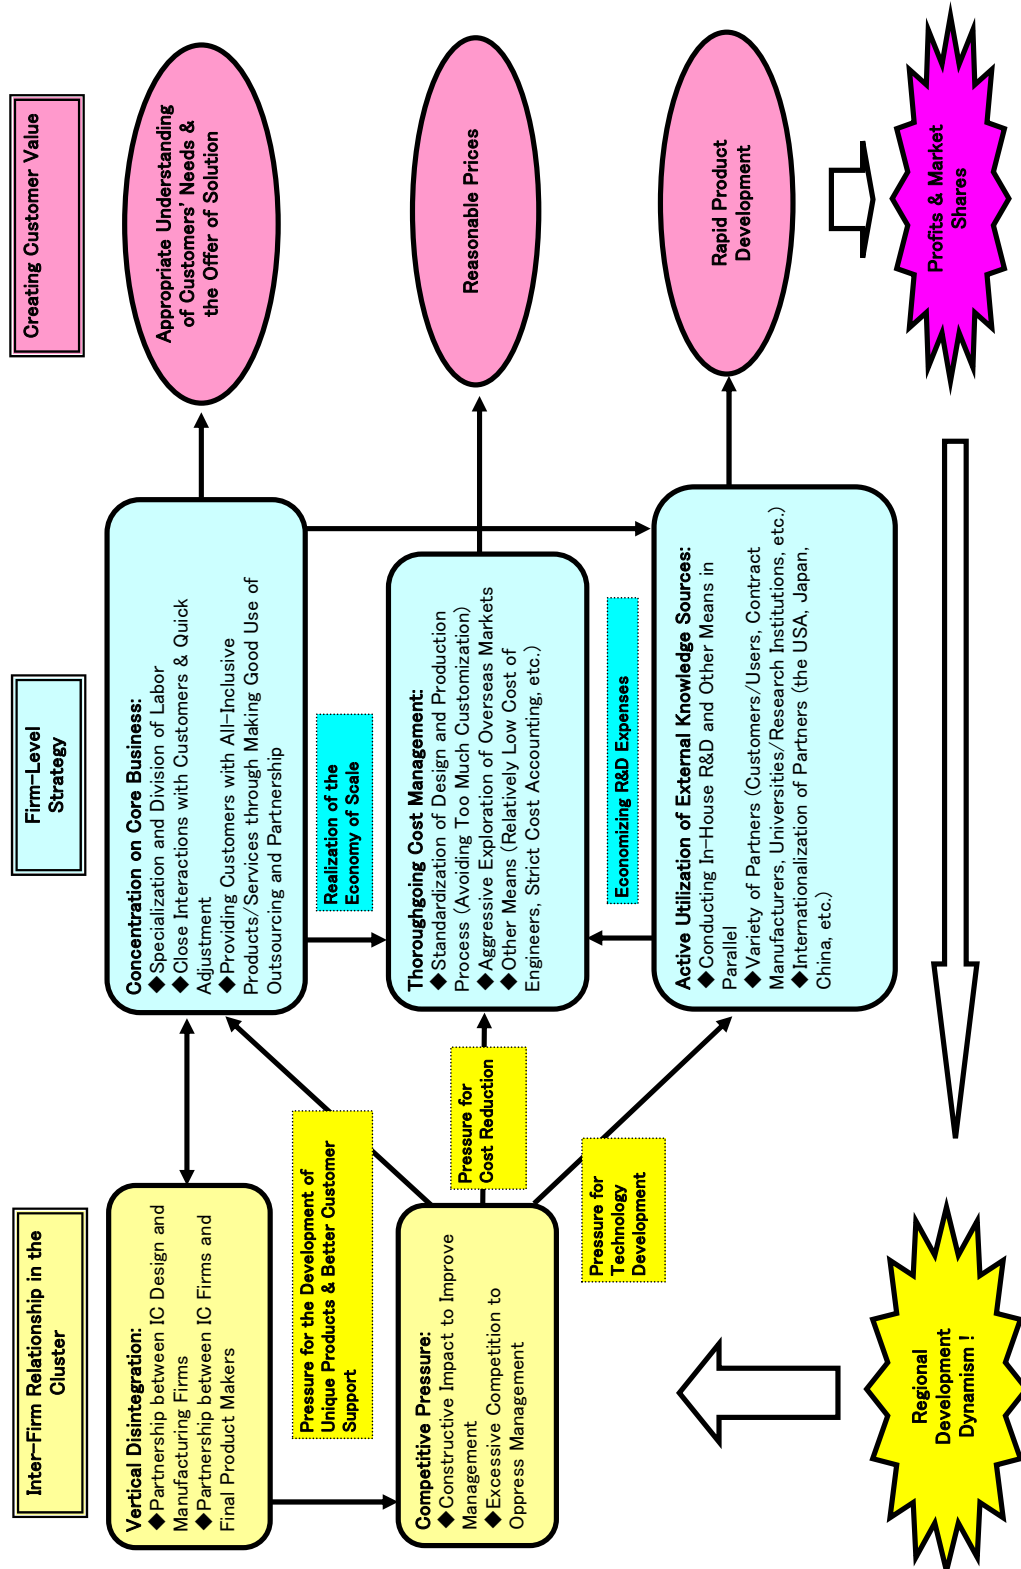 Inter-Firm Relationship in the
Cluster
Firm-Level
Strategy
Creating Customer Value
Vertical Disintegration:
◆Partnership between IC Design and
Manufacturing Firms
◆Partnership between IC Firms and
Final Product Makers
Concentration on Core Business:
◆Specialization and Division of Labor
◆Close Interactions with Customers & Quick
Adjustment
◆Providing Customers with All-Inclusive
Products/Services through Making Good Use of
Outsourcing and Partnership
Appropriate Understanding
of Customers' Needs &
the Offer of Solution
Pressure for the Development of
Unique Products & Better Customer
Support
Realization of the
Economy of Scale
Competitive Pressure:
◆Constructive Impact to Improve
Management
◆Excessive Competition to
Oppress Management
Pressure for
Cost Reduction
Thoroughgoing Cost Management:
◆Standardization of Design and Production
Process (Avoiding Too Much Customization)
◆Aggressive Exploration of Overseas Markets
◆Other Means (Relatively Low Cost of
Engineers, Strict Cost Accounting, etc.)
Reasonable Prices
Pressure for
Technology
Development
Economizing R&D Expenses
Active Utilization of External Knowledge Sources:
◆Conducting In-House R&D and Other Means in
Parallel
◆Variety of Partners (Customers/Users, Contract
Manufacturers, Universities/Research Institutions, etc.)
◆Internationalization of Partners (the USA, Japan,
China, etc.)
Rapid Product
Development
Regional
Development
Dynamism !
Profits & Market
Shares